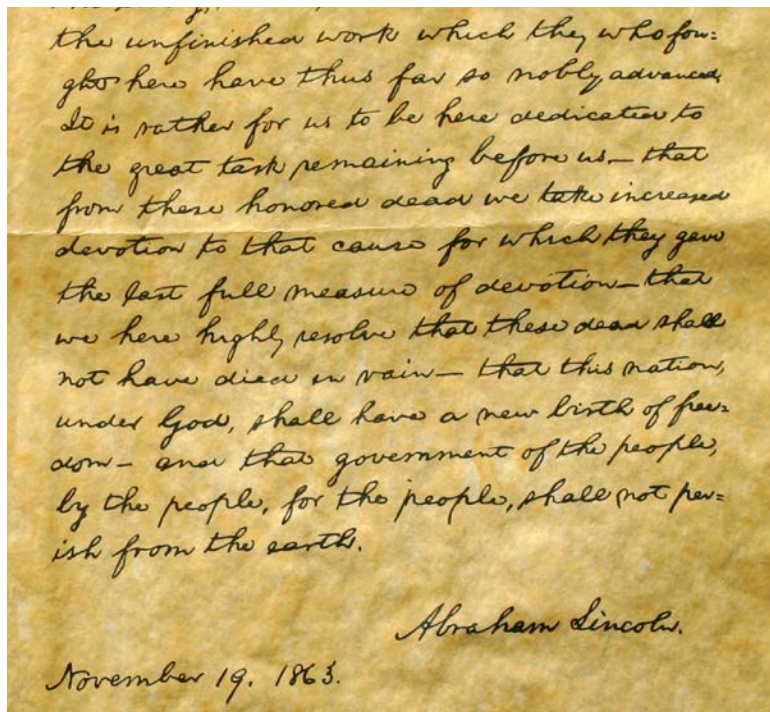 the unfinished work which they who fou=
ght here have thus far so nobly advanced.
It is rather for us to be here dedicated to
the great task remaining before us — that
from these honored dead we take increased
devotion to that cause for which they gave
the last full measure of devotion — that
we here highly resolve that these dead shall
not have died in vain — that this nation,
under God, shall have a new birth of free=
dom — and that government of the people,
by the people, for the people, shall not per=
ish from the earth.
Abraham Lincoln.
November 19. 1863.